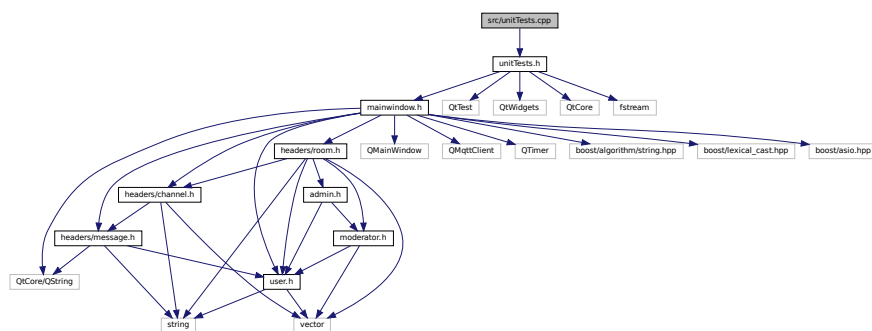 src/unitTests.cpp
unitTests.h
mainwindow.h
QtTest
QtWidgets
QtCore
fstream
headers/room.h
QMainWindow
QMqttClient
QTimer
boost/algorithm/string.hpp
boost/lexical_cast.hpp
boost/asio.hpp
headers/channel.h
admin.h
headers/message.h
moderator.h
QtCore/QString
user.h
string
vector